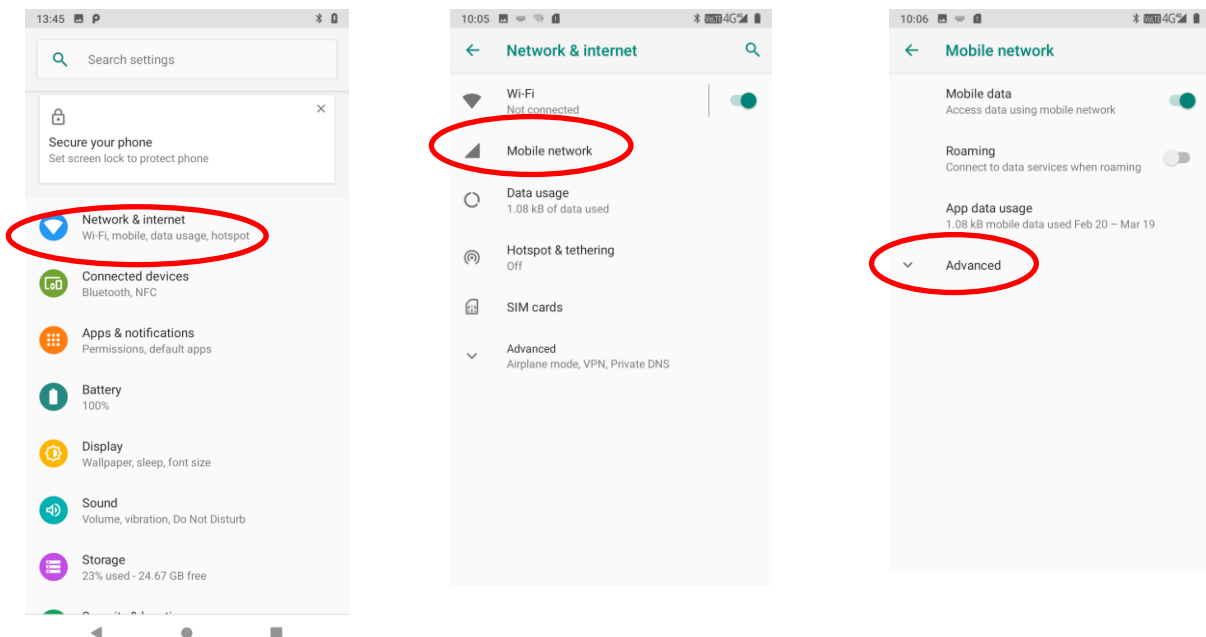 13:45
Search settings
Secure your phone
Set screen lock to protect phone
Network & internet
Wi-Fi, mobile, data usage, hotspot
Connected devices
Bluetooth, NFC
Apps & notifications
Permissions, default apps
Battery
100%
Display
Wallpaper, sleep, font size
Sound
Volume, vibration, Do Not Disturb
Storage
23% used - 24.67 GB free
10:05 VoLTE 4G
Network & internet
Wi-Fi
Not connected
Mobile network
Data usage
1.08 kB of data used
Hotspot & tethering
Off
SIM cards
Advanced
Airplane mode, VPN, Private DNS
10:06 VoLTE 4G
Mobile network
Mobile data
Access data using mobile network
Roaming
Connect to data services when roaming
App data usage
1.08 kB mobile data used Feb 20 – Mar 19
Advanced